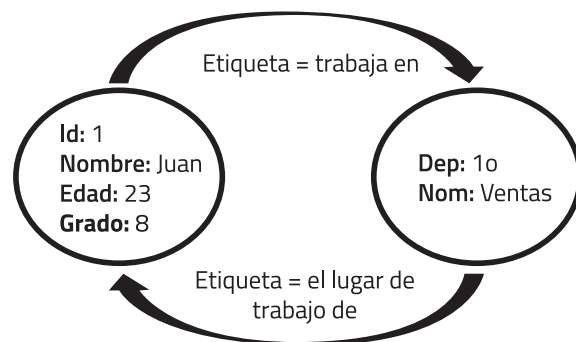 Etiqueta = trabaja en
Id: 1
Nombre: Juan
Edad: 23
Grado: 8
Dep: 1o
Nom: Ventas
Etiqueta = el lugar de
trabajo de